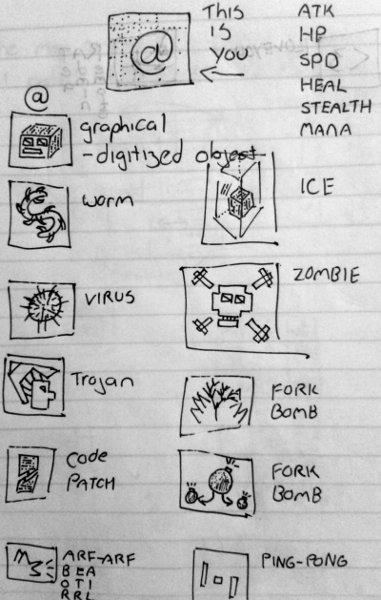 @
THIS
IS
YOU
ATK
HP
SPD
HEAL
STEALTH
MANA
@
graphical
-digitized object
worm
ICE
VIRUS
ZOMBIE
Trojan
FORK
BOMB
Code
PATCH
FORK
BOMB
ARF-ARF
BEA
OTI
RRL
PING-PONG